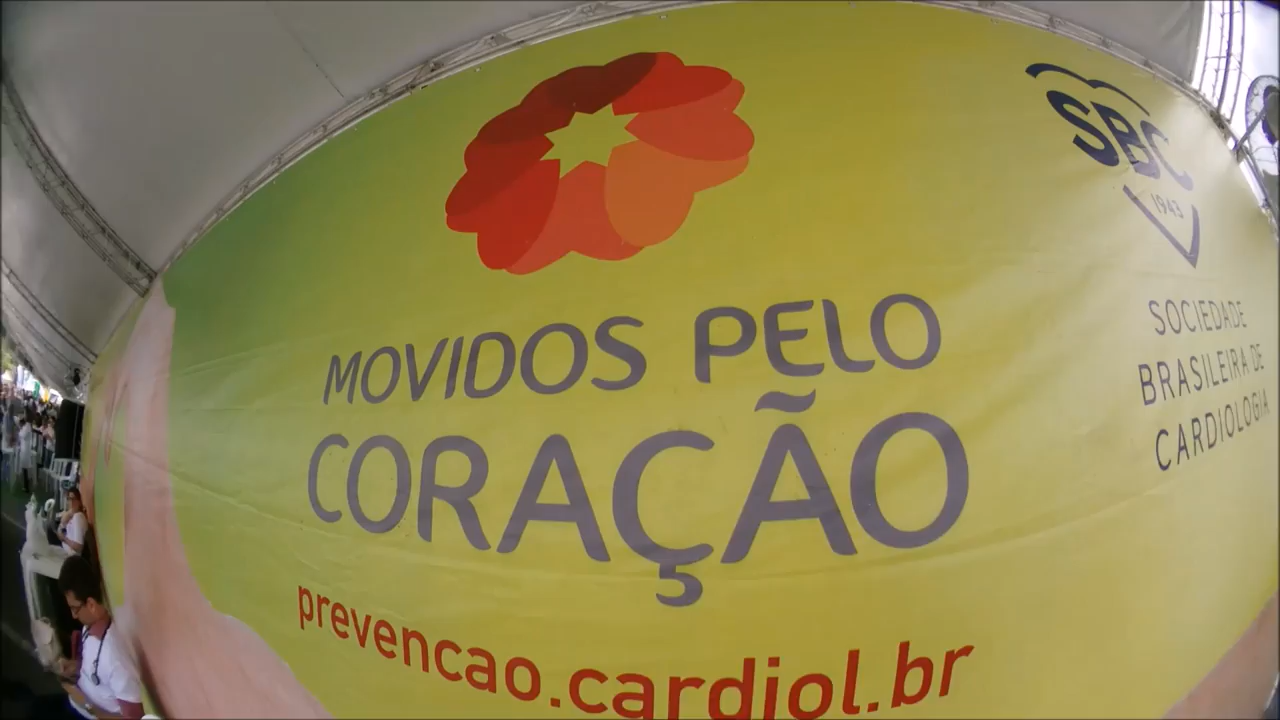 MOVIDOS PELO
CORAÇÃO
prevencao.cardiol.br
SBC
1943
SOCIEDADE
BRASILEIRA DE
CARDIOLOGIA